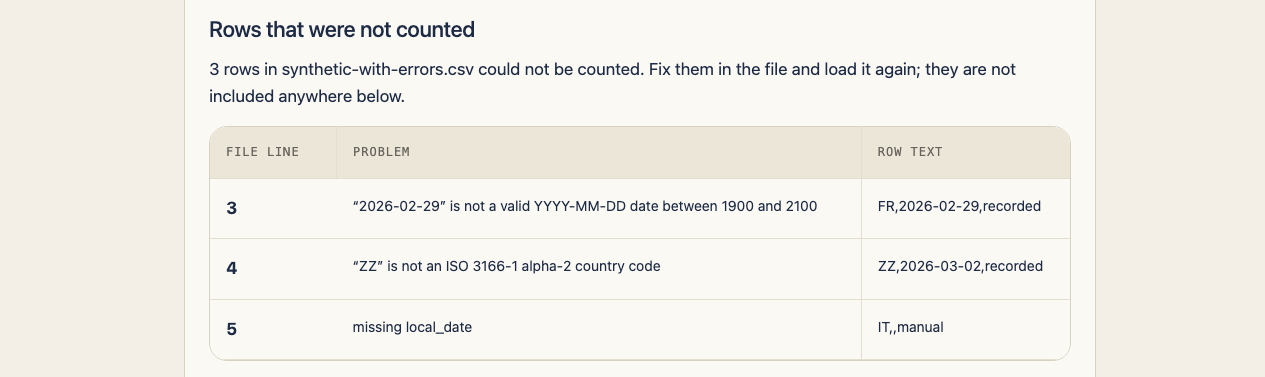 Rows that were not counted
3 rows in synthetic-with-errors.csv could not be counted. Fix them in the file and load it again; they are not
included anywhere below.
FILE LINE PROBLEM ROW TEXT
3 “2026-02-29” is not a valid YYYY-MM-DD date between 1900 and 2100 FR,2026-02-29,recorded
4 “ZZ” is not an ISO 3166-1 alpha-2 country code ZZ,2026-03-02,recorded
5 missing local_date IT,,manual